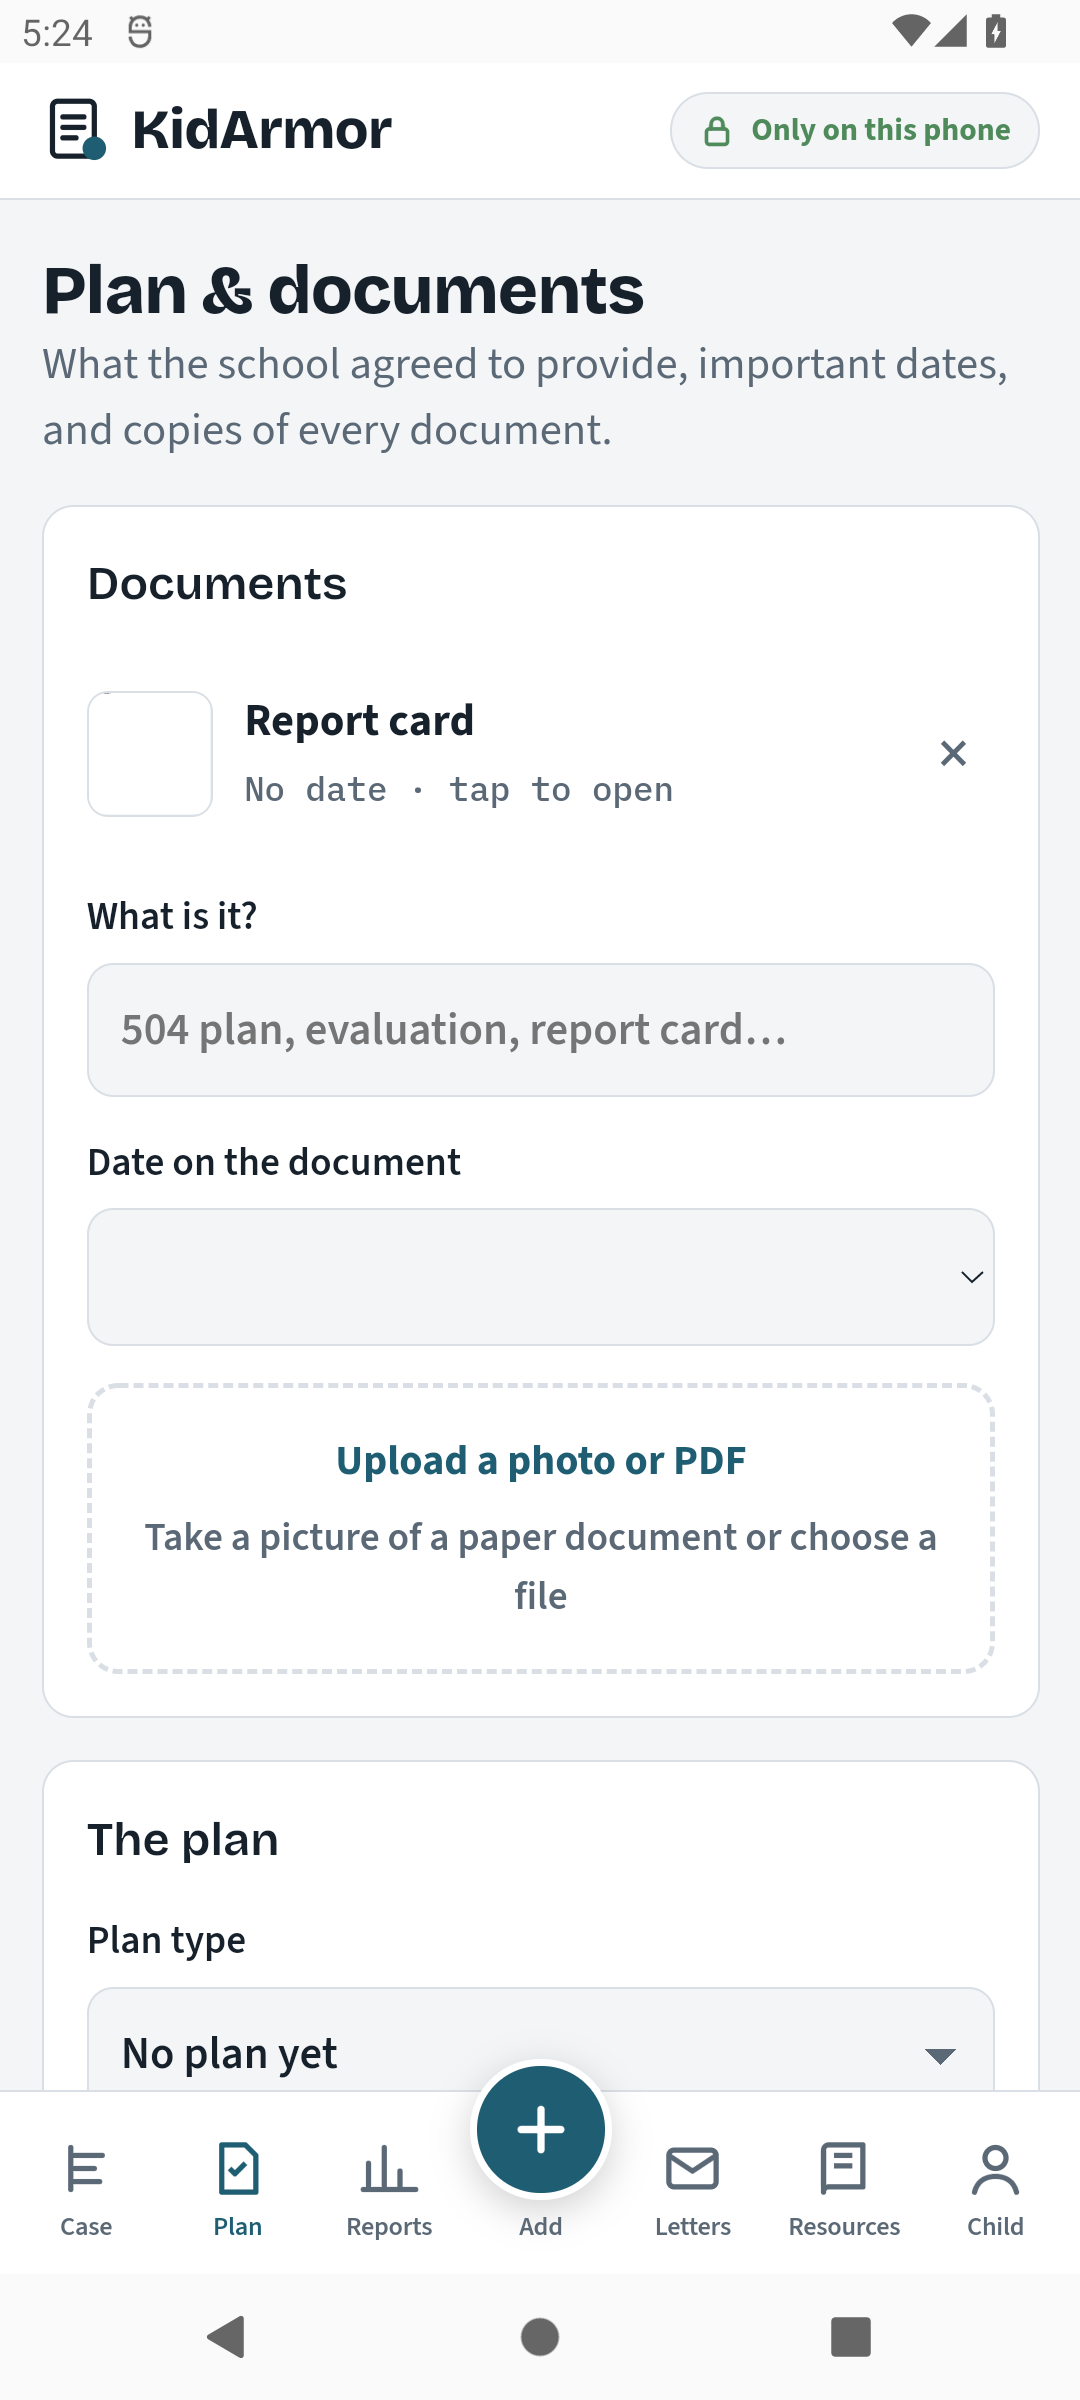 5:24
KidArmor
Only on this phone
Plan & documents
What the school agreed to provide, important dates,
and copies of every document.
Documents
Report card
No date · tap to open
What is it?
504 plan, evaluation, report card…
Date on the document
Upload a photo or PDF
Take a picture of a paper document or choose a
file
The plan
Plan type
No plan yet
Case
Plan
Reports
Add
Letters
Resources
Child